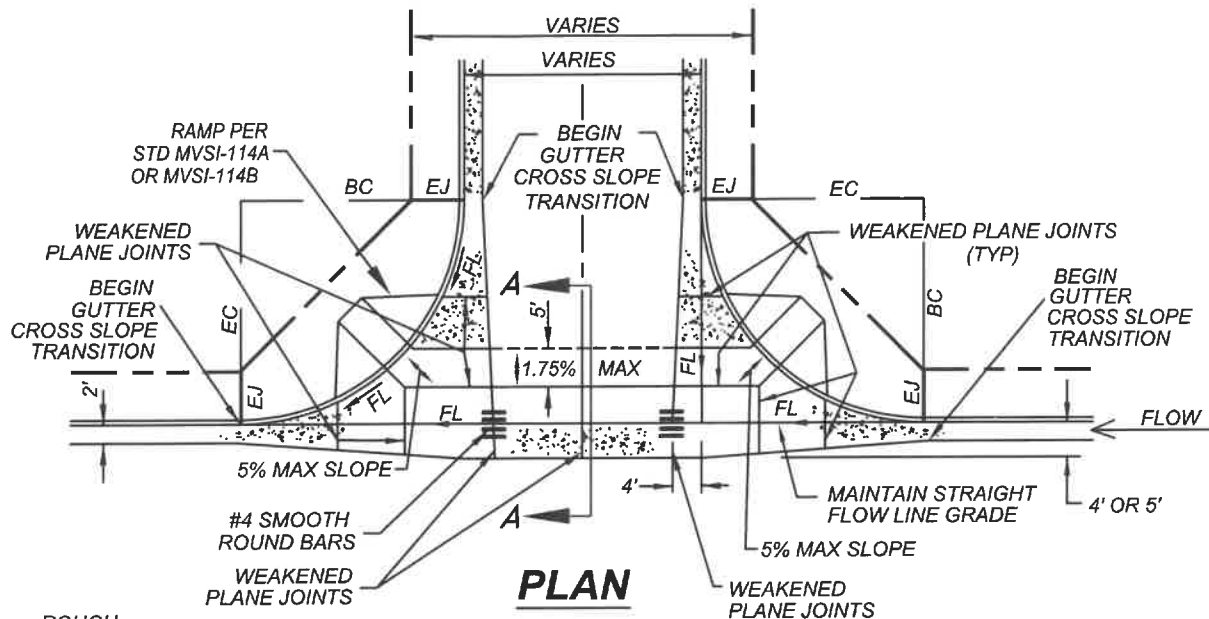 VARIES
VARIES
RAMP PER
STD MVSI-114A
OR MVSI-114B
BEGIN
GUTTER
CROSS SLOPE
TRANSITION
BC
EJ
EJ
EC
WEAKENED
PLANE JOINTS
WEAKENED PLANE JOINTS
(TYP)
BEGIN
GUTTER
CROSS SLOPE
TRANSITION
BEGIN
GUTTER
CROSS SLOPE
TRANSITION
EC
FL
A
5'
BC
1.75% MAX
FL
2'
EJ
FL
FL
FL
EJ
FLOW
5% MAX SLOPE
4'
MAINTAIN STRAIGHT
FLOW LINE GRADE
4' OR 5'
#4 SMOOTH
ROUND BARS
A
5% MAX SLOPE
WEAKENED
PLANE JOINTS
PLAN
WEAKENED
PLANE JOINTS